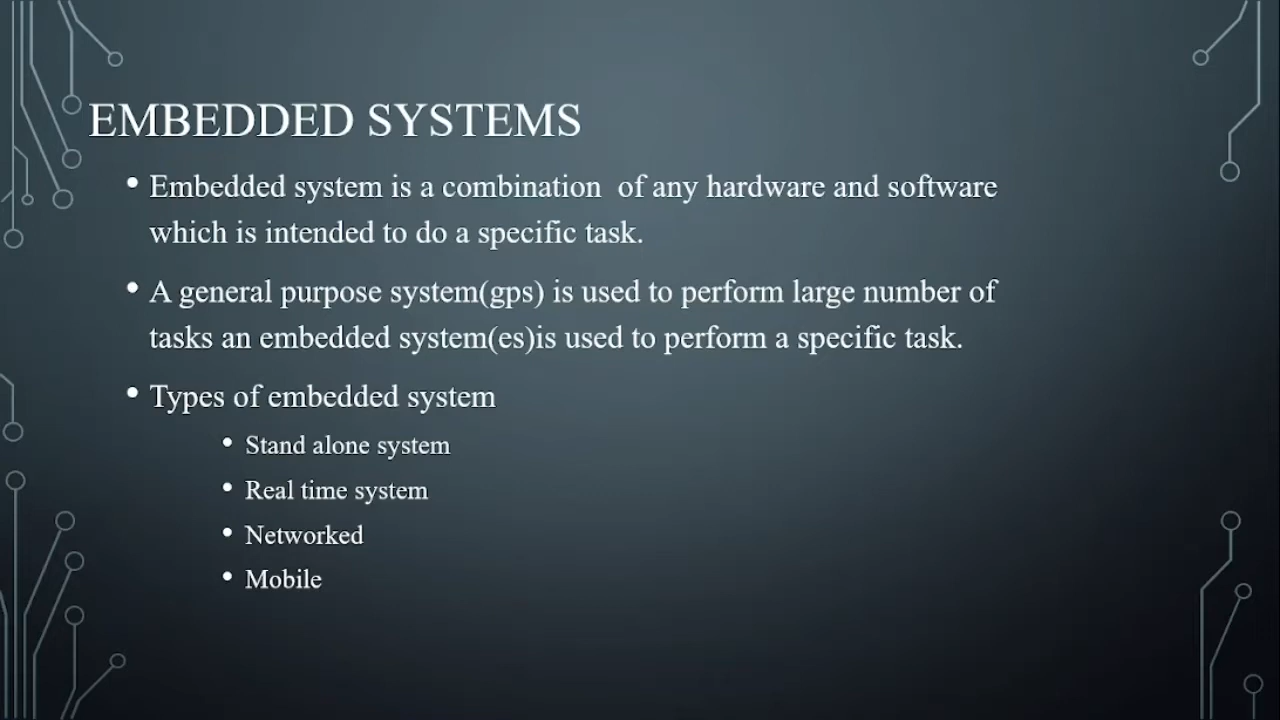 EMBEDDED SYSTEMS
• Embedded system is a combination  of any hardware and software
which is intended to do a specific task.
• A general purpose system(gps) is used to perform large number of
tasks an embedded system(es)is used to perform a specific task.
• Types of embedded system
• Stand alone system
• Real time system
• Networked
• Mobile